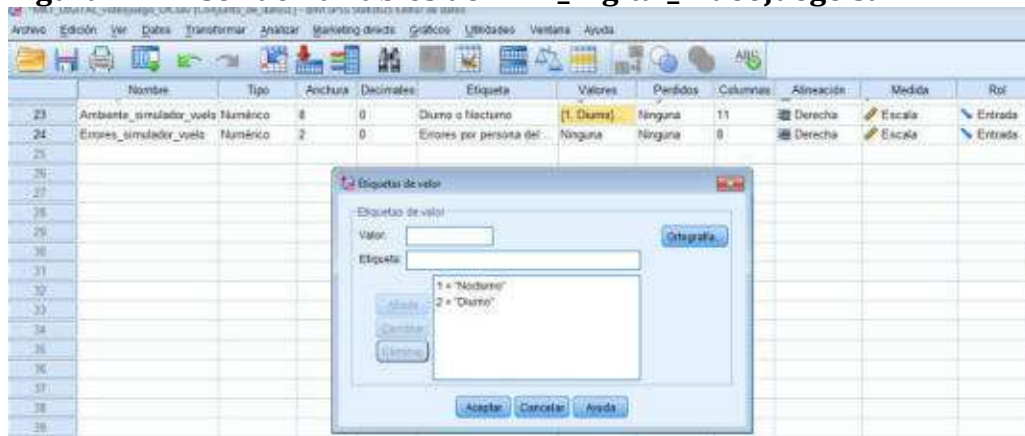 Archivo Edición Ver Datos Transformar Analizar Marketing directo Gráficos Utilidades Ventana Ayuda
Nombre Tipo Anchura Decimales Etiqueta Valores Perdidos Columnas Alineación Medida Rol
23 Ambiente_simulador_vuelo Numérico 8 0 Diurno o Nocturno {1, Diurno}... Ninguna 11 Derecha Escala Entrada
24 Errores_simulador_vuelo Numérico 2 0 Errores por persona del ... Ninguna Ninguna 8 Derecha Escala Entrada
25
26
27
28
29
30
31
32
33
34
35
36
37
38
39
Etiquetas de valor
Etiquetas de valor
Valor:
Ortografía...
Etiqueta:
1 = "Nocturno"
2 = "Diurno"
Añadir
Cambiar
Eliminar
Aceptar Cancelar Ayuda